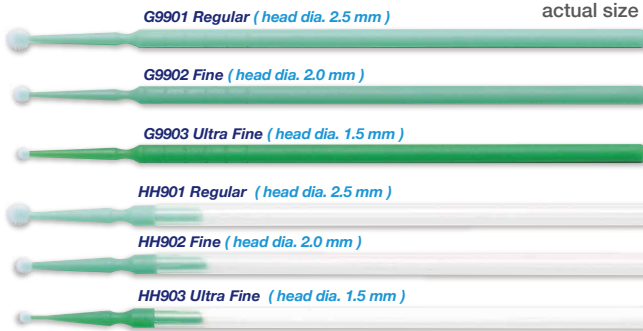 actual size
G9901 Regular ( head dia. 2.5 mm )
G9902 Fine ( head dia. 2.0 mm )
G9903 Ultra Fine ( head dia. 1.5 mm )
HH901 Regular ( head dia. 2.5 mm )
HH902 Fine ( head dia. 2.0 mm )
HH903 Ultra Fine ( head dia. 1.5 mm )